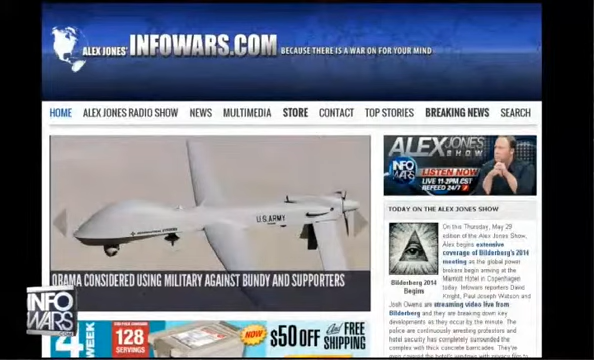 ALEX JONES' INFOWARS.COM BECAUSE THERE IS A WAR ON FOR YOUR MIND
HOME ALEX JONES RADIO SHOW NEWS MULTIMEDIA STORE CONTACT TOP STORIES BREAKING NEWS SEARCH
U.S. ARMY
OBAMA CONSIDERED USING MILITARY AGAINST BUNDY AND SUPPORTERS
ALEX JONES
SHOW
INFO
WARS
LISTEN NOW
LIVE 11-2PM CST
REFEED 24/7
TODAY ON THE ALEX JONES SHOW
On this Thursday, May 29
edition of the Alex Jones Show,
Alex begins extensive
coverage of Bilderberg's 2014
meeting as the global power
brokers begin arriving at the
Marriott Hotel in Copenhagen
today. Infowars reporters David
Knight, Paul Joseph Watson and
Josh Owens are streaming video live from
Bilderberg and they are breaking down key
developments as they occur by the minute. The
police are continuously arresting protestors and
hotel security has completely surrounded the
complex with thick concrete barricades. They've
Bilderberg 2014
Begins
INFO
WARS
4 WEEK
128
SERVINGS
NOW
$50 OFF
FREE
SHIPPING